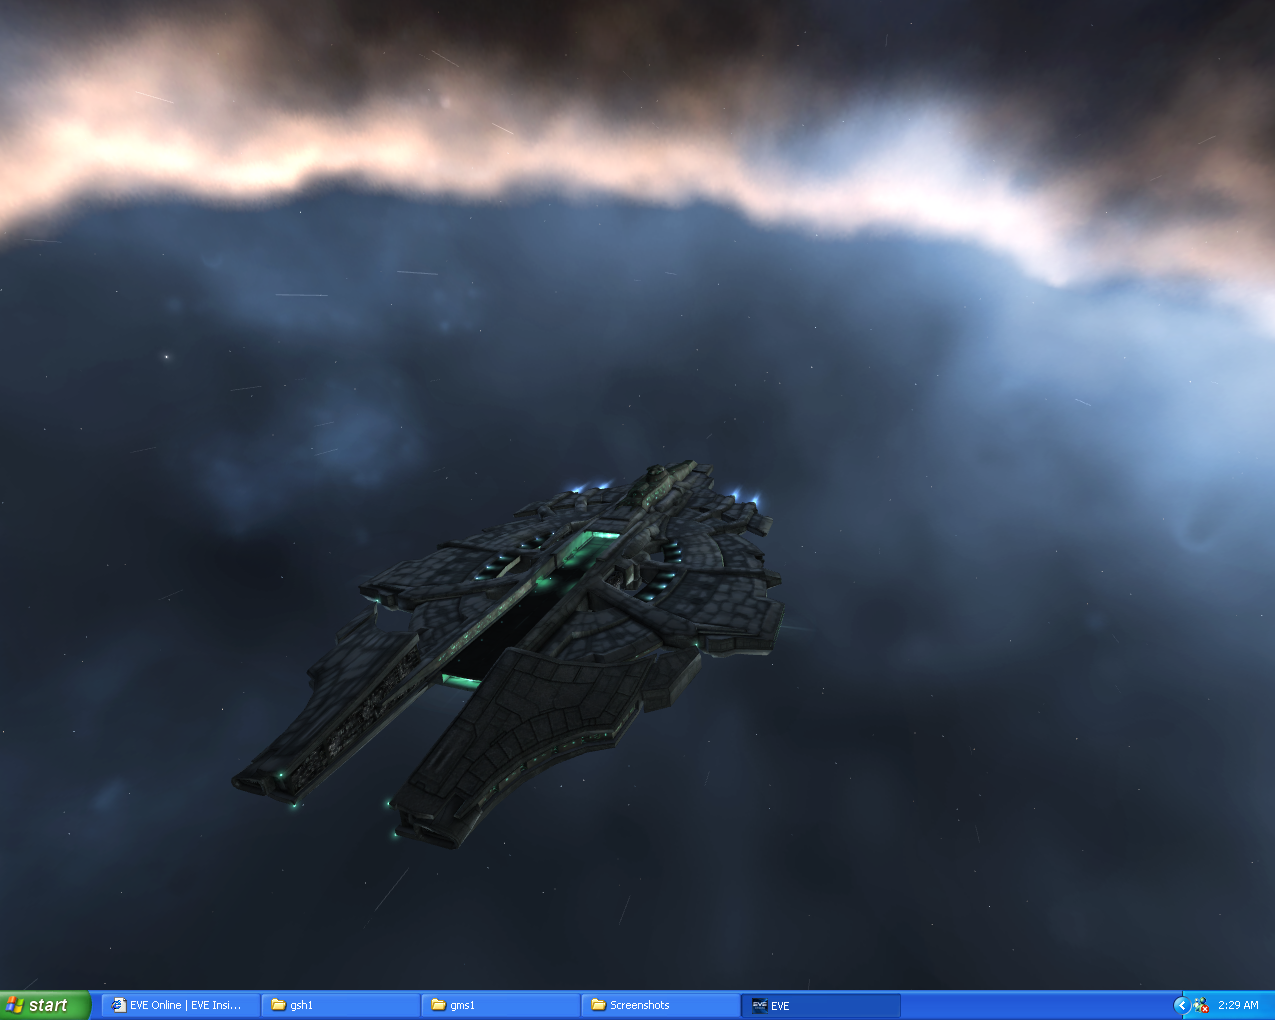 start
EVE Online | EVE Insi...
gsh1
gms1
Screenshots
EVE
EVE
2:29 AM